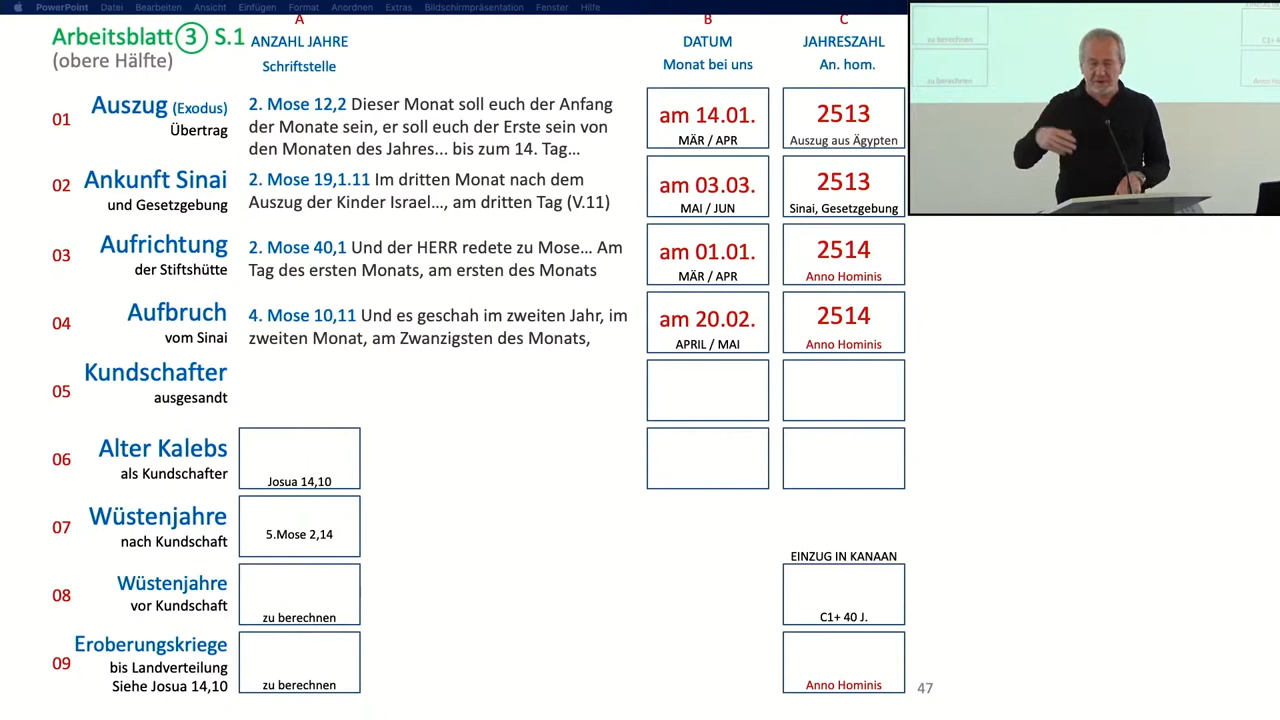 PowerPoint Datei Bearbeiten Ansicht Einfügen Format Anordnen Extras Bildschirmpräsentation Fenster Hilfe
Arbeitsblatt 3 S.1
(obere Hälfte)
A
ANZAHL JAHRE
Schriftstelle
B
DATUM
Monat bei uns
C
JAHRESZAHL
An. hom.
01
Auszug (Exodus)
Übertrag
2. Mose 12,2 Dieser Monat soll euch der Anfang
der Monate sein, er soll euch der Erste sein von
den Monaten des Jahres... bis zum 14. Tag...
am 14.01.
MÄR / APR
2513
Auszug aus Ägypten
02
Ankunft Sinai
und Gesetzgebung
2. Mose 19,1.11 Im dritten Monat nach dem
Auszug der Kinder Israel..., am dritten Tag (V.11)
am 03.03.
MAI / JUN
2513
Sinai, Gesetzgebung
03
Aufrichtung
der Stiftshütte
2. Mose 40,1 Und der HERR redete zu Mose... Am
Tag des ersten Monats, am ersten des Monats
am 01.01.
MÄR / APR
2514
Anno Hominis
04
Aufbruch
vom Sinai
4. Mose 10,11 Und es geschah im zweiten Jahr, im
zweiten Monat, am Zwanzigsten des Monats,
am 20.02.
APRIL / MAI
2514
Anno Hominis
05
Kundschafter
ausgesandt
06
Alter Kalebs
als Kundschafter
Josua 14,10
07
Wüstenjahre
nach Kundschaft
5.Mose 2,14
08
Wüstenjahre
vor Kundschaft
zu berechnen
EINZUG IN KANAAN
C1+ 40 J.
09
Eroberungskriege
bis Landverteilung
Siehe Josua 14,10
zu berechnen
Anno Hominis
47
zu berechnen
zu berechnen